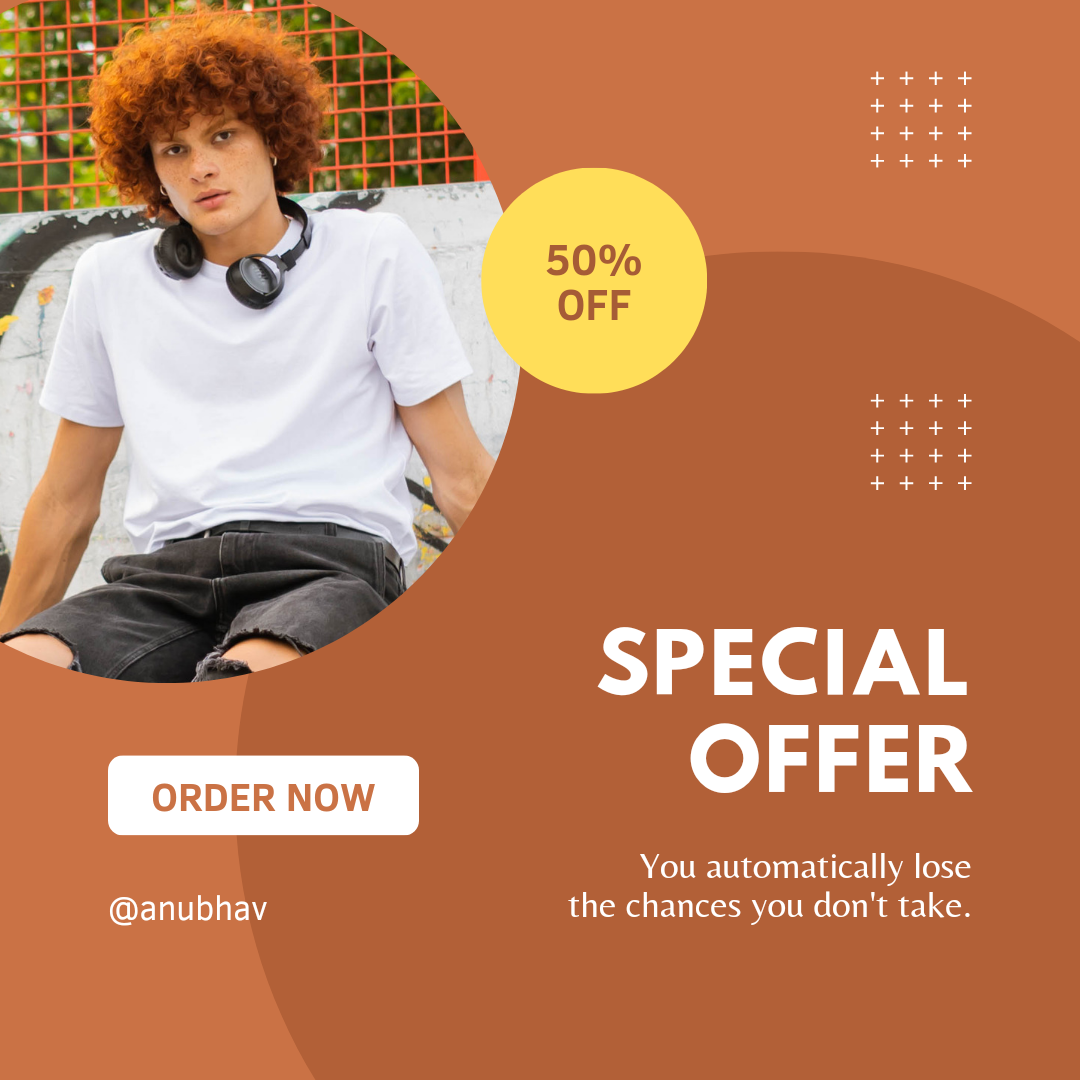 50%
OFF
SPECIAL
OFFER
ORDER NOW
You automatically lose
the chances you don't take.
@anubhav